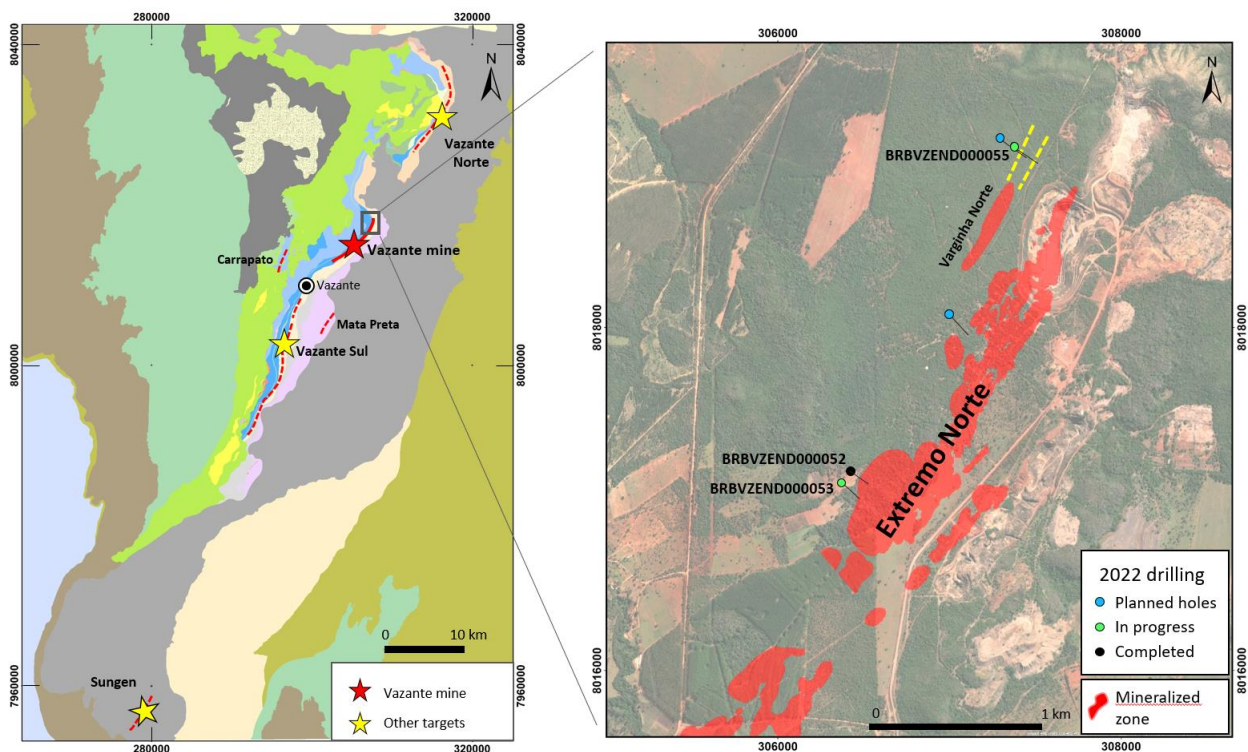 280000
320000
8040000
8040000
N
Vazante
Norte
Carrapato
Vazante mine
Vazante
Mata Preta
Vazante Sul
8000000
8000000
0
10 km
Sungen
7960000
7960000
Vazante mine
Other targets
280000
320000
306000
308000
N
BRBVZEND000055
Varginha Norte
8018000
8018000
Extremo Norte
BRBVZEND000052
BRBVZEND000053
2022 drilling
Planned holes
In progress
Completed
8016000
8016000
Mineralized
zone
0
1 km
306000
308000